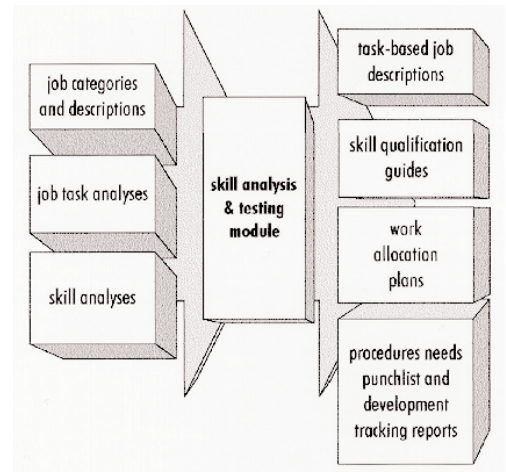 job categories
and descriptions
job task analyses
skill analyses
skill analysis
& testing
module
task-based job
descriptions
skill qualification
guides
work
allocation
plans
procedures needs
punchlist and
development
tracking reports